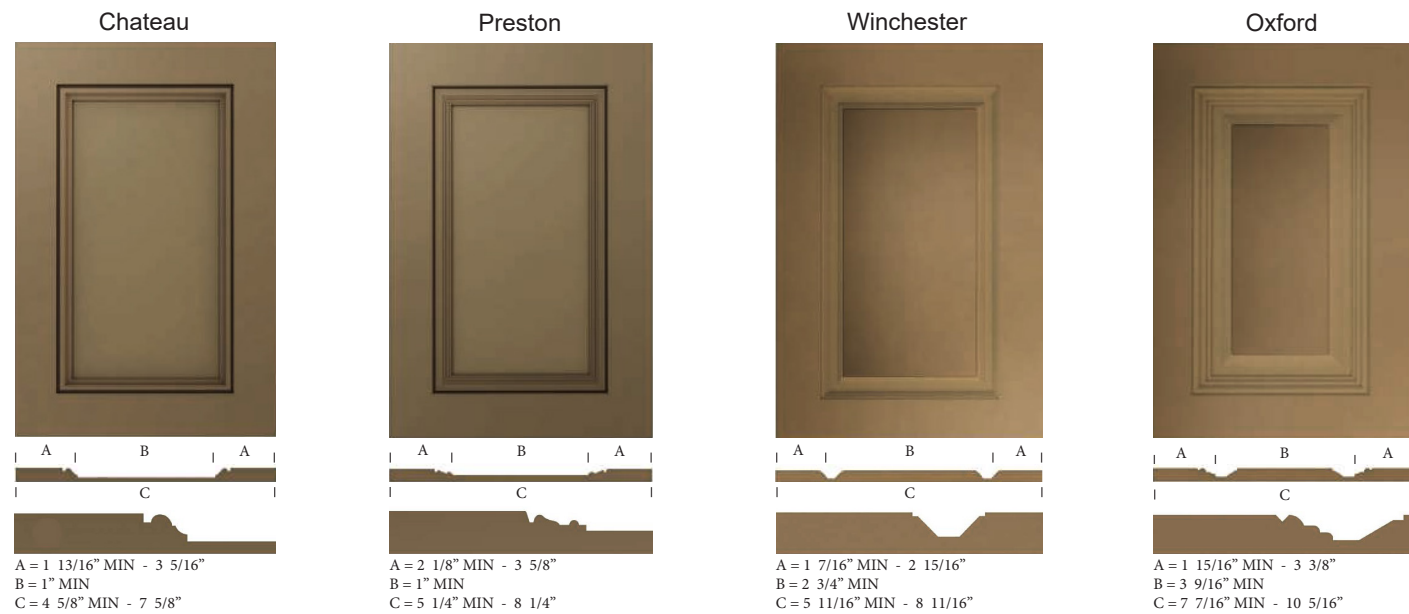 Chateau
A B A
C
A = 1 13/16” MIN - 3 5/16”
B = 1” MIN
C = 4 5/8” MIN - 7 5/8”
Preston
A B A
C
A = 2 1/8” MIN - 3 5/8”
B = 1” MIN
C = 5 1/4” MIN - 8 1/4”
Winchester
A B A
C
A = 1 7/16” MIN - 2 15/16”
B = 2 3/4” MIN
C = 5 11/16” MIN - 8 11/16”
Oxford
A B A
C
A = 1 15/16” MIN - 3 3/8”
B = 3 9/16” MIN
C = 7 7/16” MIN - 10 5/16”